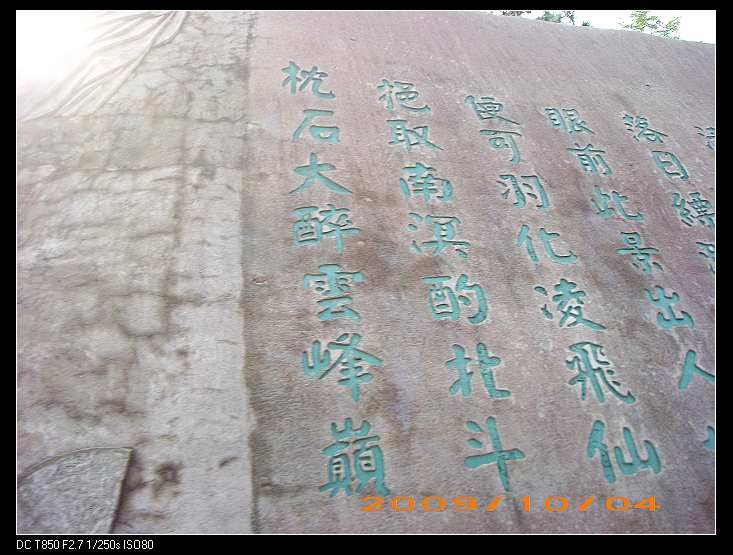 落日縹
眼前此景出人
便可羽化凌飛仙
挹取南溟酌北斗
枕石大醉雲峰巔
2009/10/04
DC T850 F2.7 1/250s ISO80